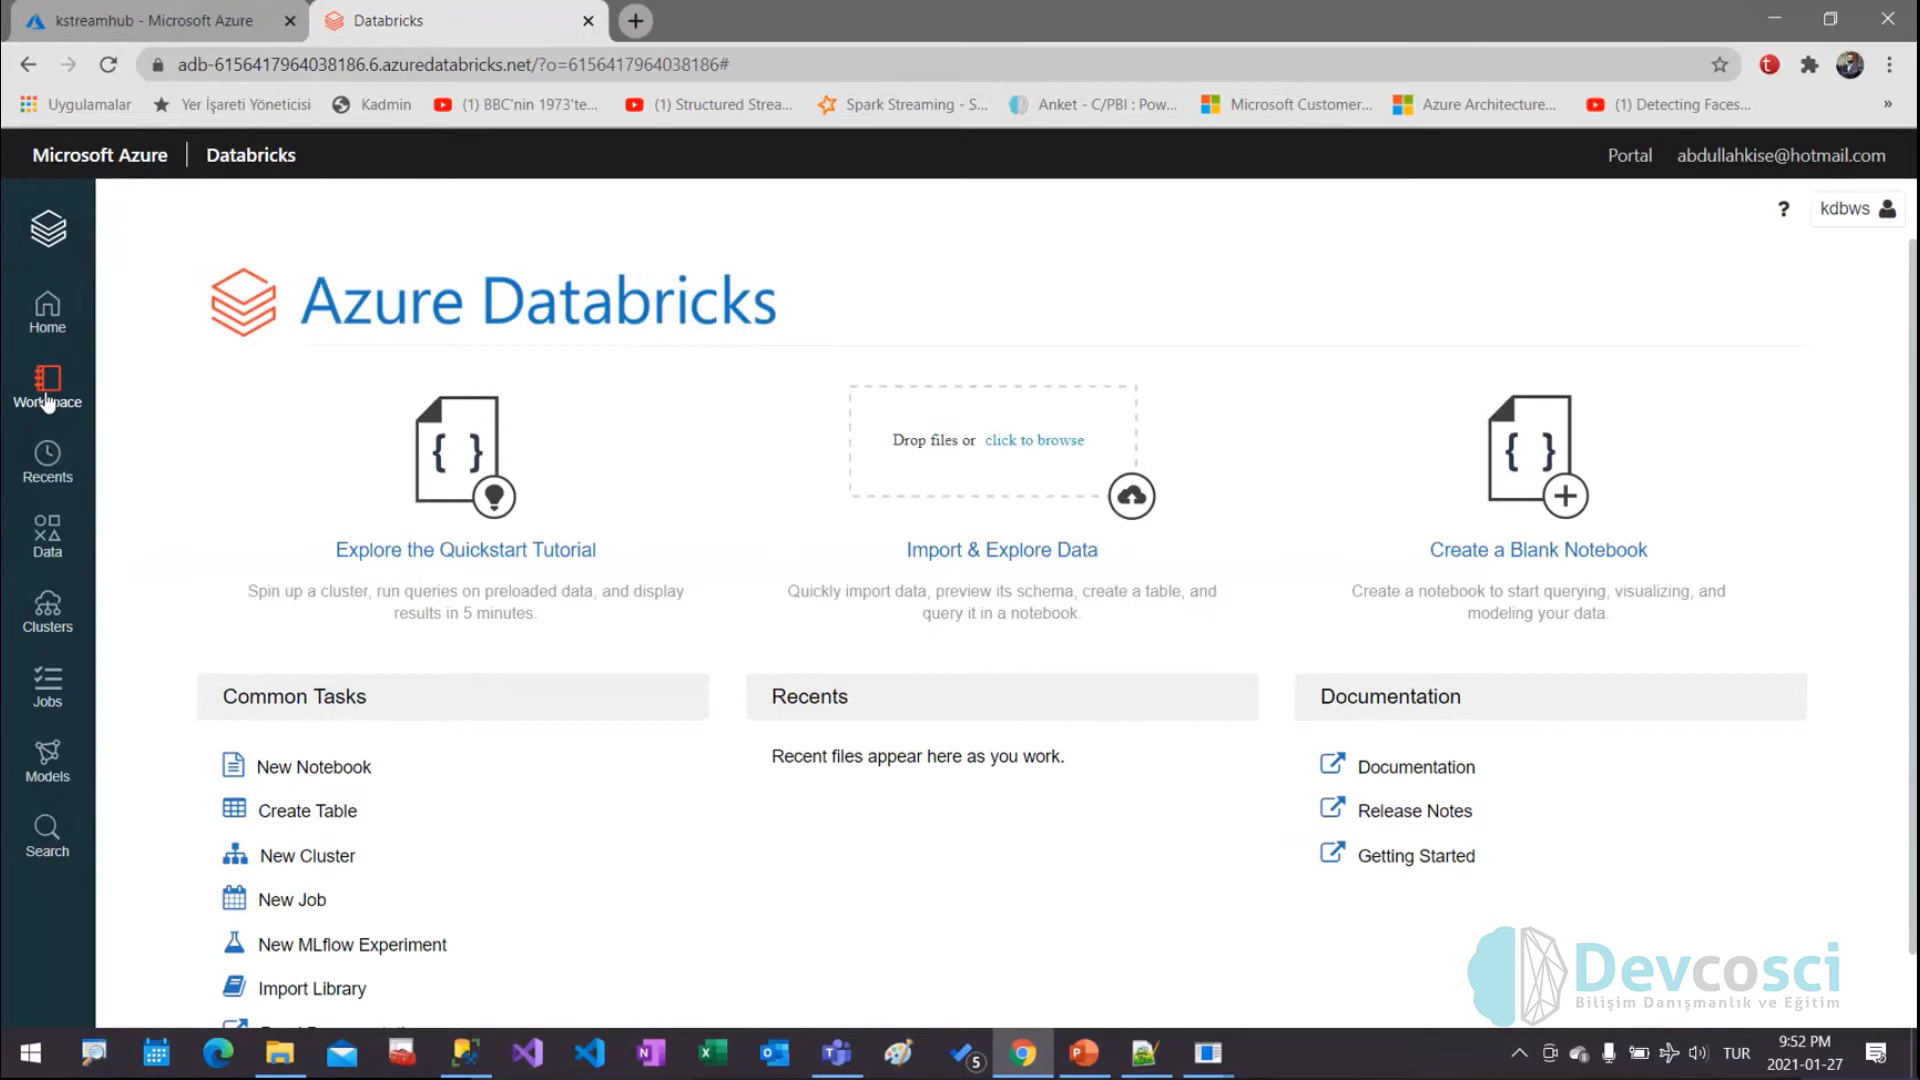 kstreamhub - Microsoft Azure
Databricks
adb-6156417964038186.6.azuredatabricks.net/?o=6156417964038186#
Uygulamalar
Yer İşareti Yöneticisi
Kadmin
(1) BBC'nin 1973'te...
(1) Structured Strea...
Spark Streaming - S...
Anket - C/PBI : Pow...
Microsoft Customer...
Azure Architecture...
(1) Detecting Faces...
»
Microsoft Azure
Databricks
Portal
abdullahkise@hotmail.com
?
kdbws
Home
Workspace
Recents
Data
Clusters
Jobs
Models
Search
Azure Databricks
Explore the Quickstart Tutorial
Spin up a cluster, run queries on preloaded data, and display
results in 5 minutes.
Drop files or click to browse
Import & Explore Data
Quickly import data, preview its schema, create a table, and
query it in a notebook.
Create a Blank Notebook
Create a notebook to start querying, visualizing, and
modeling your data.
Common Tasks
New Notebook
Create Table
New Cluster
New Job
New MLflow Experiment
Import Library
Recents
Recent files appear here as you work.
Documentation
Documentation
Release Notes
Getting Started
Devcosci
Bilişim Danışmanlık ve Eğitim
5
TUR
9:52 PM
2021-01-27